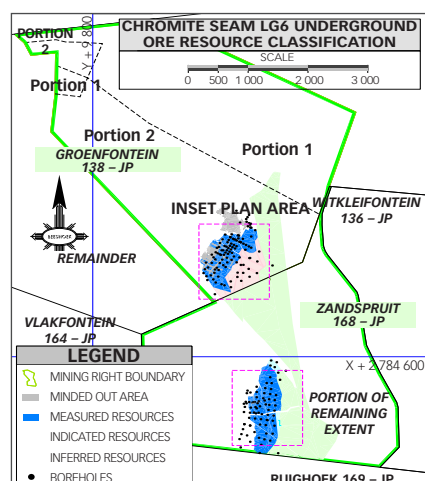 CHROMITE SEAM LG6 UNDERGROUND
ORE RESOURCE CLASSIFICATION
SCALE
0 500 1 000 2 000 3 000
PORTION
2
Y + 9 800
Portion 1
Portion 2
GROENFONTEIN
138 – JP
Portion 1
INSET PLAN AREA
WITKLEIFONTEIN
136 – JP
REMAINDER
VLAKFONTEIN
164 – JP
ZANDSPRUIT
168 – JP
X + 2 784 600
LEGEND
MINING RIGHT BOUNDARY
MINDED OUT AREA
MEASURED RESOURCES
INDICATED RESOURCES
INFERRED RESOURCES
BOREHOLES
PORTION OF
REMAINING
EXTENT
RUIGHOEK 169 – JP